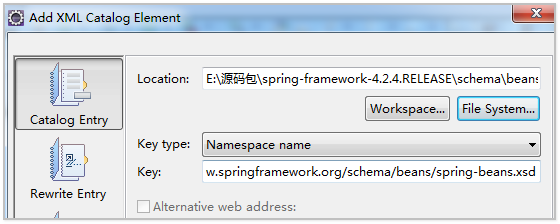 Add XML Catalog Element
Location: E:\源码包\spring-framework-4.2.4.RELEASE\schema\beans
Workspace... File System...
Catalog Entry
Key type: Namespace name
Key: w.springframework.org/schema/beans/spring-beans.xsd
Rewrite Entry
Alternative web address: